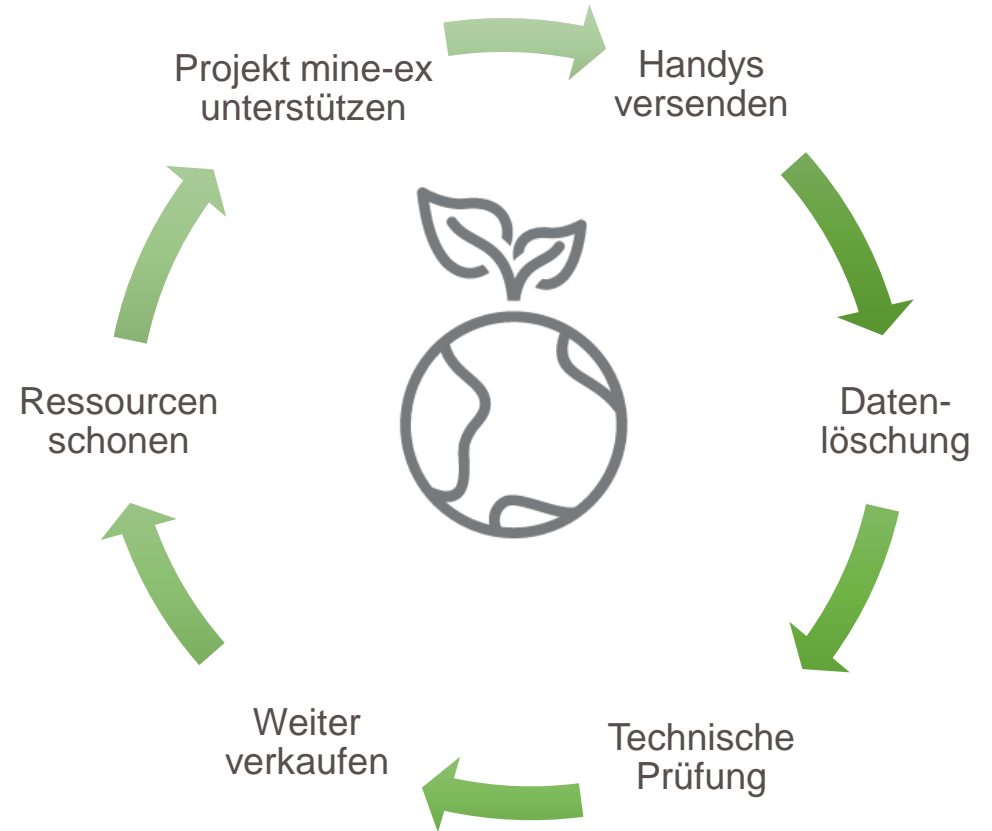 Projekt mine-ex
unterstützen
Handys
versenden
Daten-
löschung
Technische
Prüfung
Weiter
verkaufen
Ressourcen
schonen